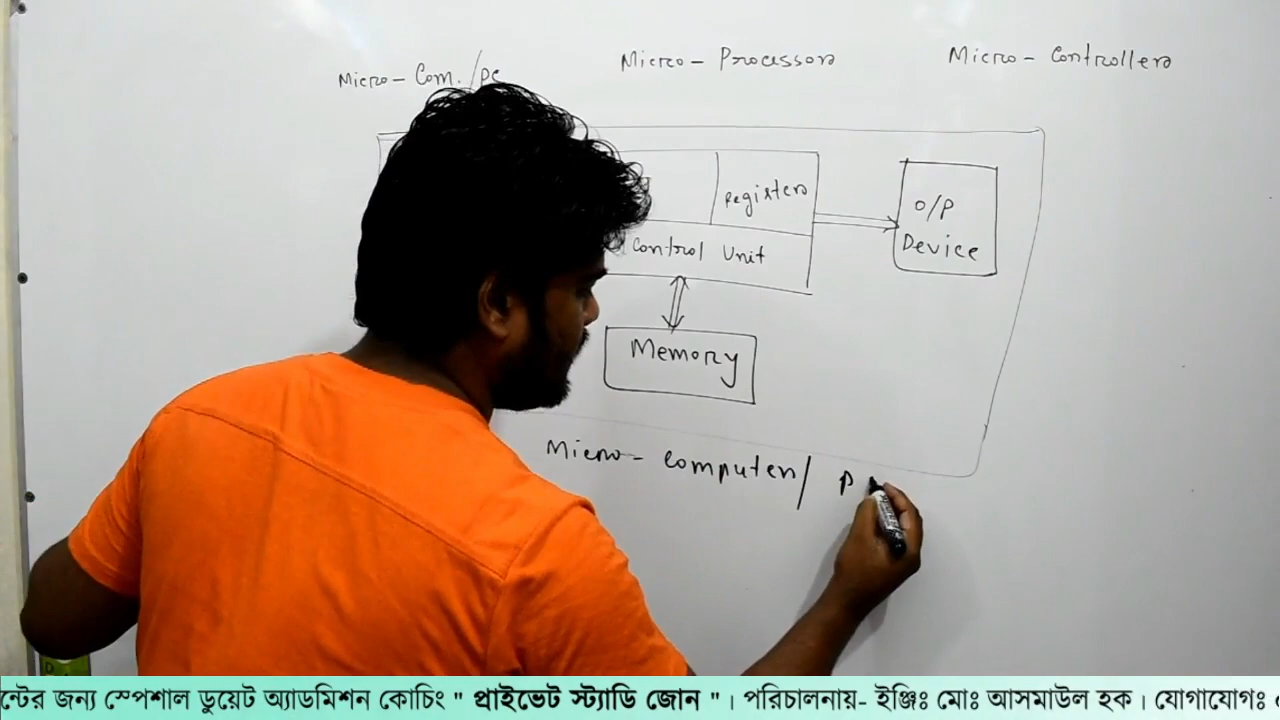 Micro-Com./pc
Micro-Processor
Micro-Controller
Register
Control Unit
O/P
Device
Memory
Micro-Computer/ P
ন্টের জন্য স্পেশাল ডুয়েট অ্যাডমিশন কোচিং " প্রাইভেট স্ট্যাডি জোন "। পরিচালনায়- ইঞ্জিঃ মোঃ আসমাউল হক। যোগাযোগঃ